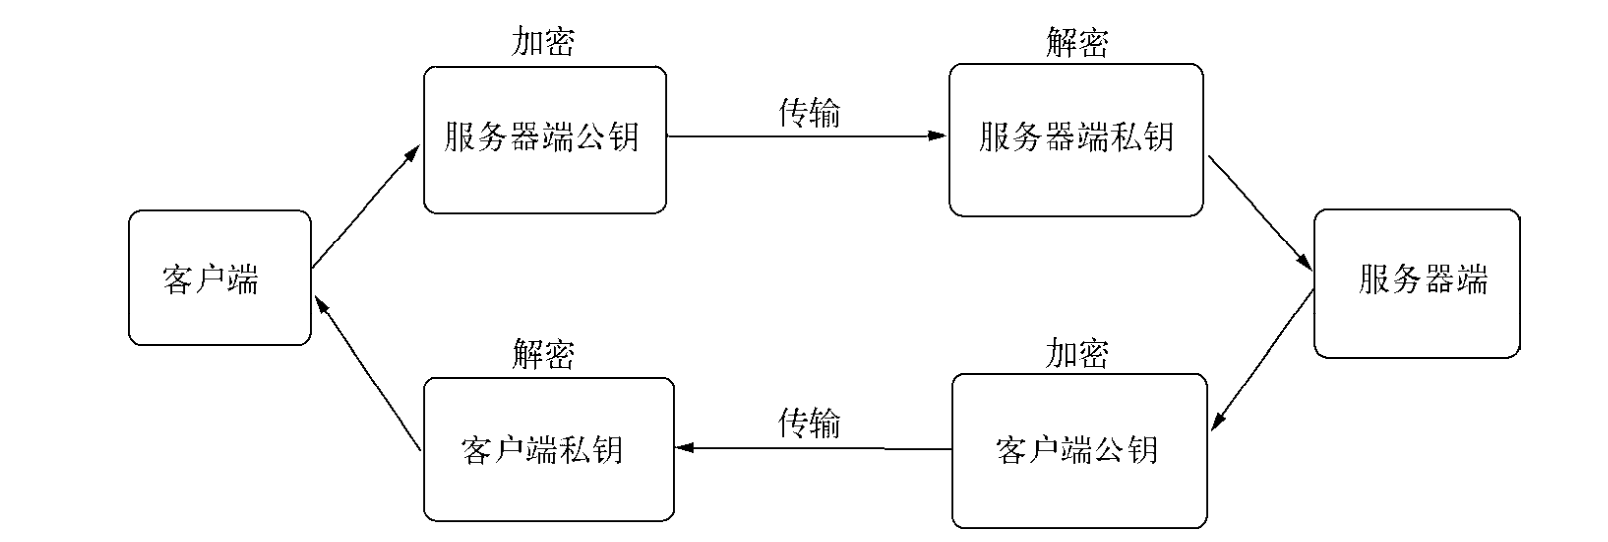 加密
解密
服务器端公钥
传输
服务器端私钥
客户端
服务器端
解密
加密
客户端私钥
传输
客户端公钥